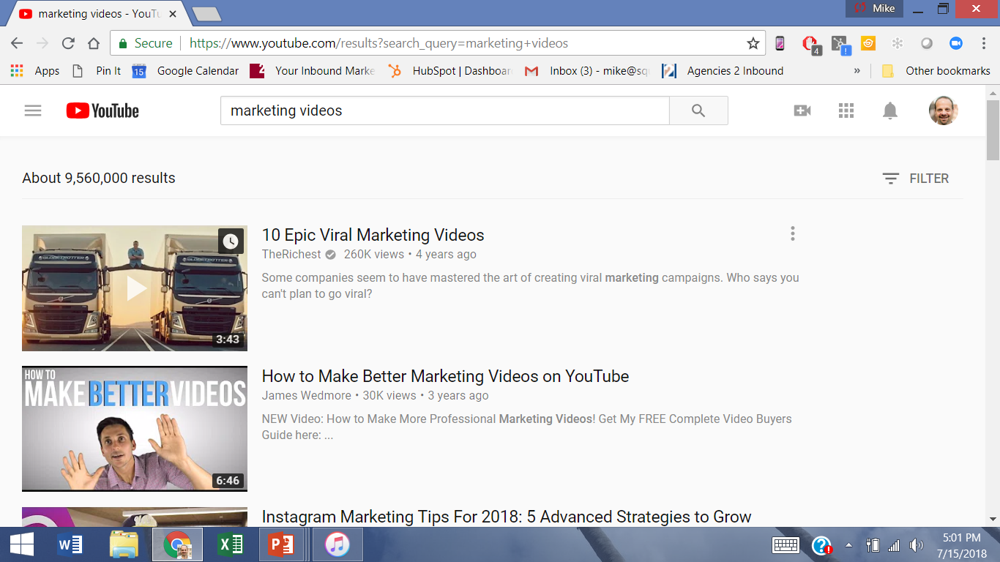 marketing videos - YouTu
Mike
Secure
https://www.youtube.com/results?search_query=marketing+videos
4
!
Apps
Pin It
15
Google Calendar
Your Inbound Marke
HubSpot | Dashboar
Inbox (3) - mike@sq
Agencies 2 Inbound
»
Other bookmarks
YouTube
marketing videos
About 9,560,000 results
FILTER
GLOBETROTTER
GLOBETROTTER
3:43
10 Epic Viral Marketing Videos
TheRichest 260K views • 4 years ago
Some companies seem to have mastered the art of creating viral marketing campaigns. Who says you
can't plan to go viral?
HOW TO
MAKE BETTER VIDEOS
6:46
How to Make Better Marketing Videos on YouTube
James Wedmore • 30K views • 3 years ago
NEW Video: How to Make More Professional Marketing Videos! Get My FREE Complete Video Buyers
Guide here: ...
Instagram Marketing Tips For 2018: 5 Advanced Strategies to Grow
5:01 PM
7/15/2018